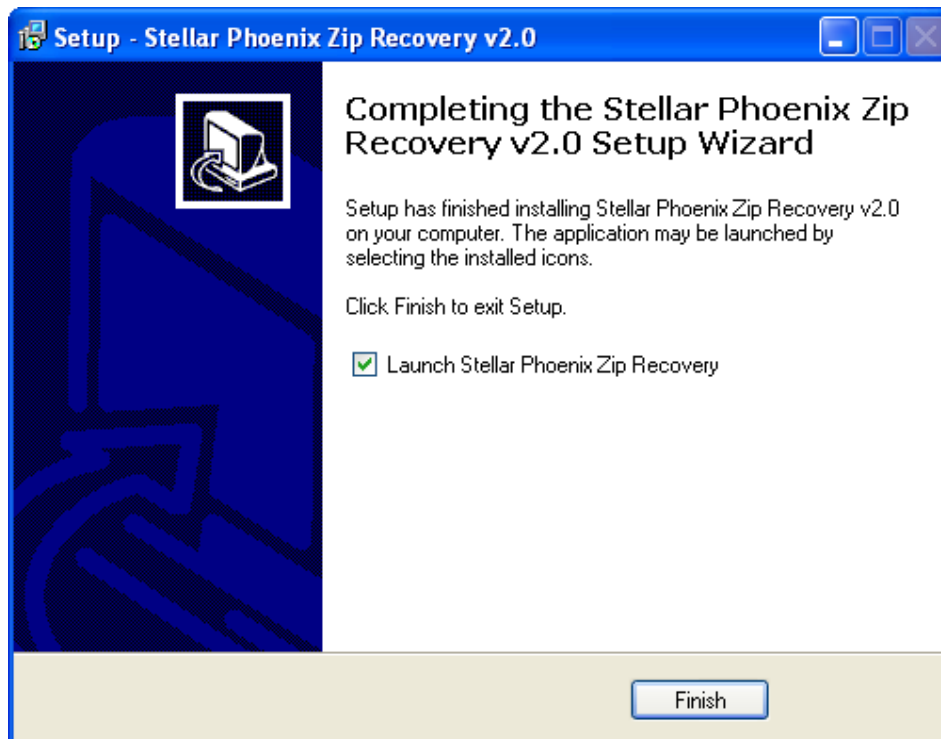 Setup - Stellar Phoenix Zip Recovery v2.0
Completing the Stellar Phoenix Zip
Recovery v2.0 Setup Wizard
Setup has finished installing Stellar Phoenix Zip Recovery v2.0
on your computer. The application may be launched by
selecting the installed icons.
Click Finish to exit Setup.
Launch Stellar Phoenix Zip Recovery
Finish